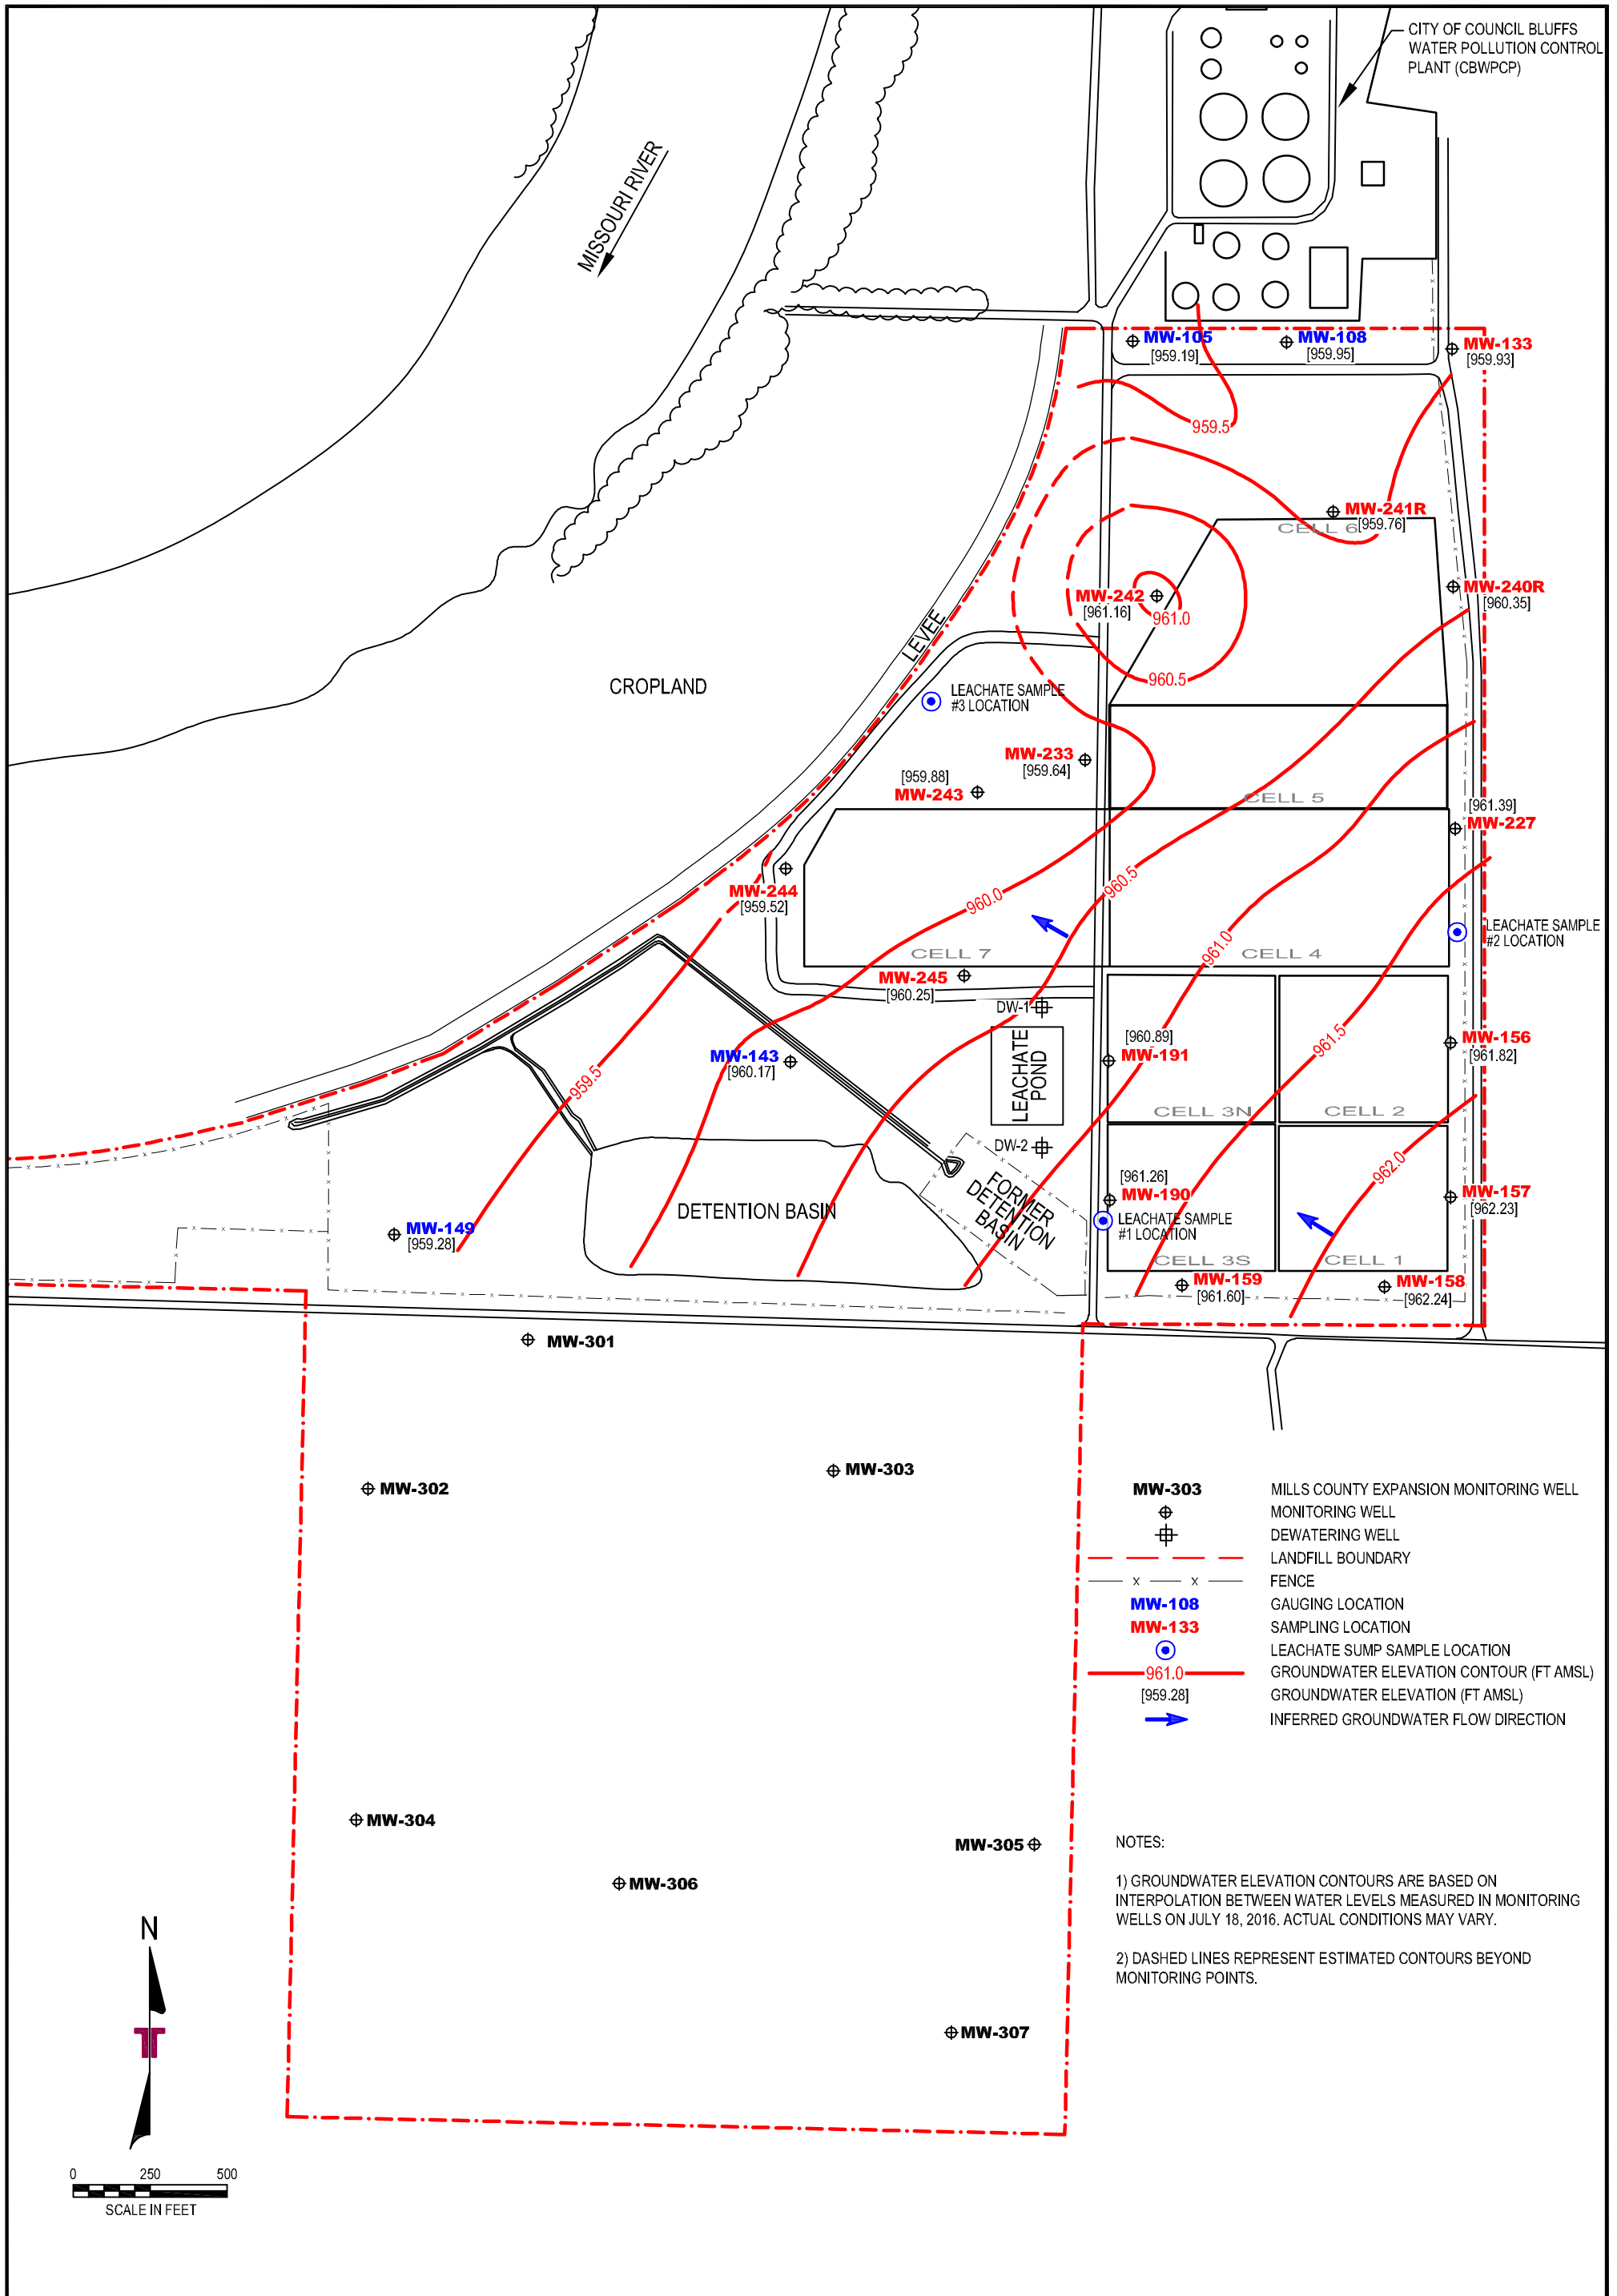 CITY OF COUNCIL BLUFFS
WATER POLLUTION CONTROL
PLANT (CBWPCP)
MISSOURI RIVER
MW-105
[959.19]
MW-108
[959.95]
MW-133
[959.93]
959.5
MW-241R
[959.76]
CELL 6
MW-240R
[960.35]
MW-242
[961.16]
961.0
LEVEE
960.5
CROPLAND
LEACHATE SAMPLE
#3 LOCATION
MW-233
[959.64]
[959.88]
MW-243
CELL 5
[961.39]
MW-227
MW-244
[959.52]
960.0
960.5
961.0
LEACHATE SAMPLE
#2 LOCATION
CELL 7
CELL 4
MW-245
[960.25]
DW-1
LEACHATE
POND
[960.89]
MW-191
961.5
MW-156
[961.82]
MW-143
[960.17]
959.5
CELL 3N
CELL 2
DW-2
962.0
FORMER
DETENTION
BASIN
[961.26]
MW-190
MW-157
[962.23]
DETENTION BASIN
LEACHATE SAMPLE
#1 LOCATION
MW-149
[959.28]
CELL 3S
CELL 1
MW-159
[961.60]
MW-158
[962.24]
MW-301
MW-302
MW-303
MW-303 MILLS COUNTY EXPANSION MONITORING WELL
MONITORING WELL
DEWATERING WELL
LANDFILL BOUNDARY
x x FENCE
MW-108 GAUGING LOCATION
MW-133 SAMPLING LOCATION
LEACHATE SUMP SAMPLE LOCATION
961.0 GROUNDWATER ELEVATION CONTOUR (FT AMSL)
[959.28] GROUNDWATER ELEVATION (FT AMSL)
INFERRED GROUNDWATER FLOW DIRECTION
MW-304
MW-305
MW-306
NOTES:
1) GROUNDWATER ELEVATION CONTOURS ARE BASED ON
INTERPOLATION BETWEEN WATER LEVELS MEASURED IN MONITORING
WELLS ON JULY 18, 2016. ACTUAL CONDITIONS MAY VARY.
2) DASHED LINES REPRESENT ESTIMATED CONTOURS BEYOND
MONITORING POINTS.
N
MW-307
0 250 500
SCALE IN FEET